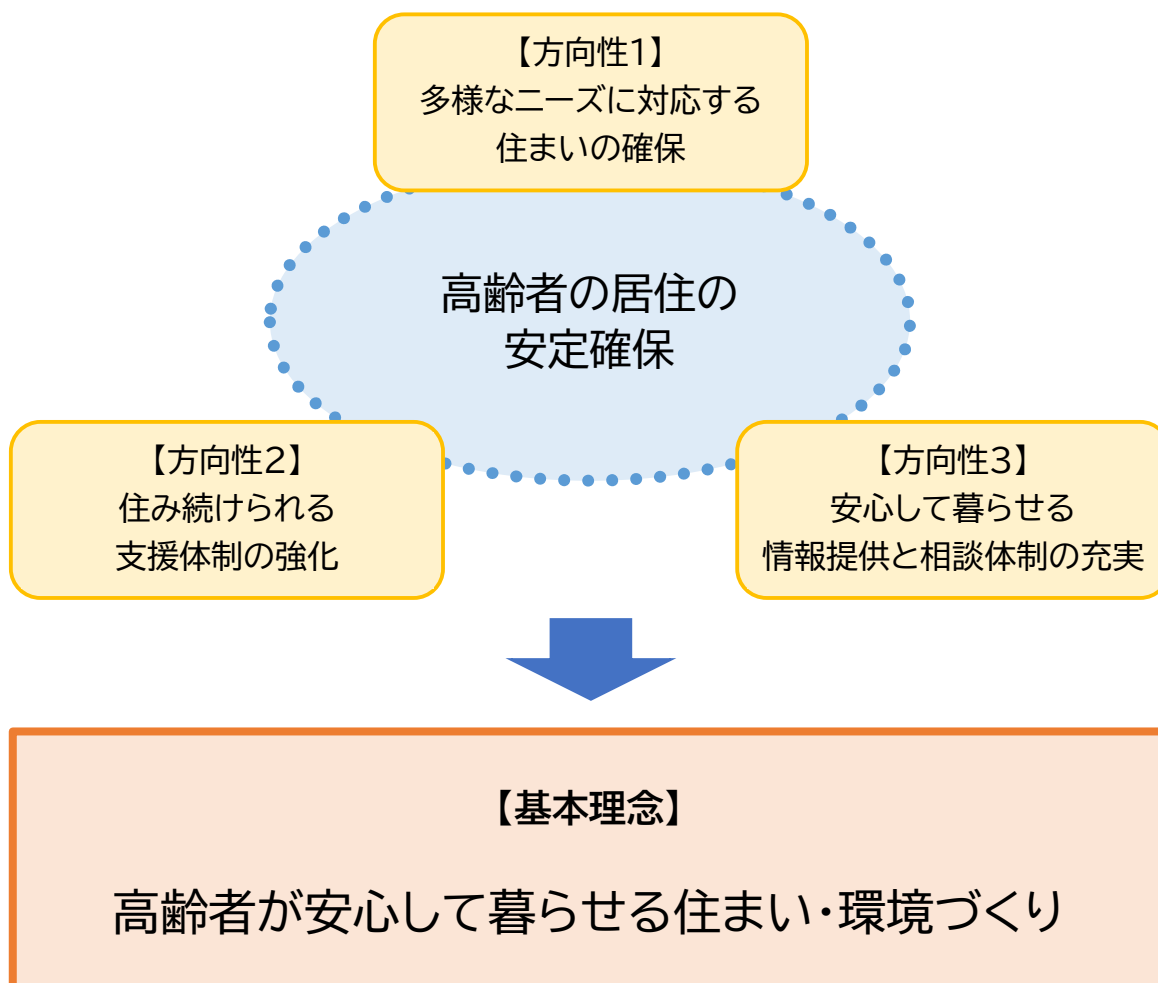 【方向性1】
多様なニーズに対応する
住まいの確保
高齢者の居住の
安定確保
【方向性2】
住み続けられる
支援体制の強化
【方向性3】
安心して暮らせる
情報提供と相談体制の充実
【基本理念】
高齢者が安心して暮らせる住まい・環境づくり